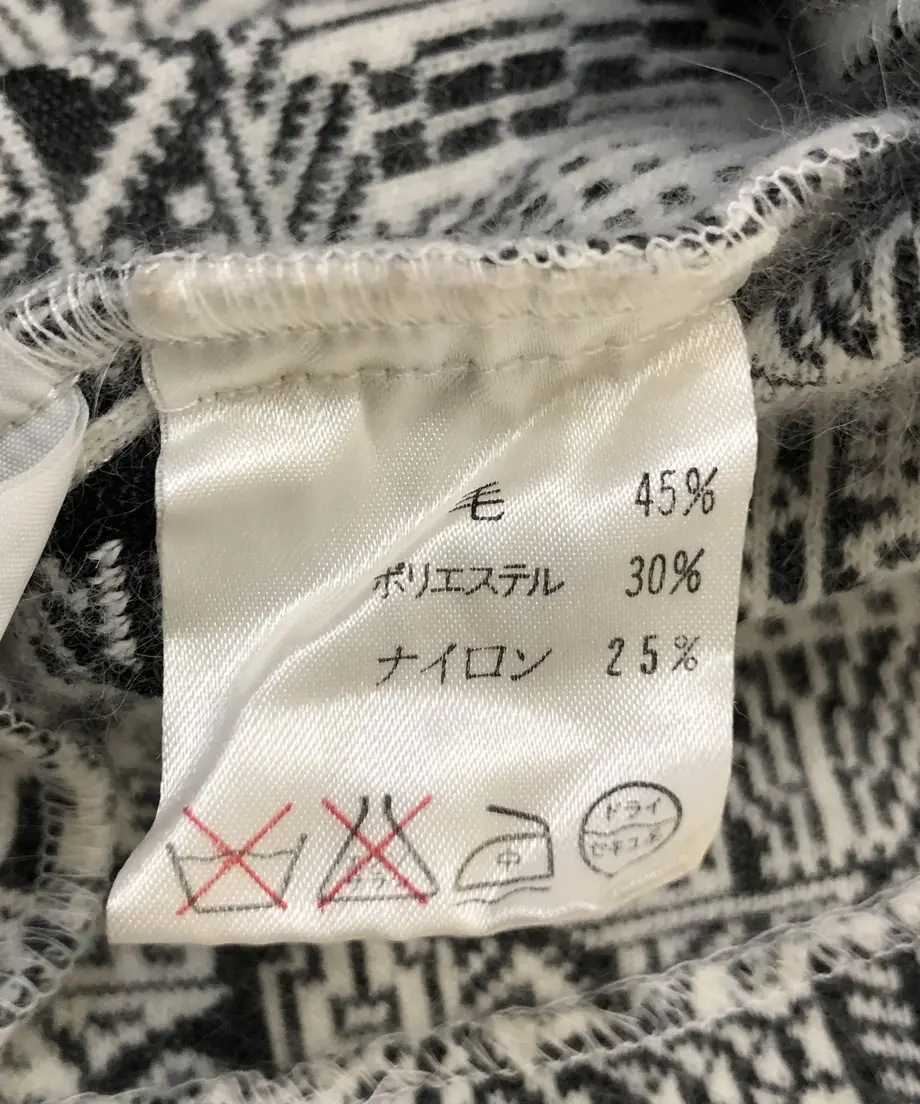 毛 45%
ポリエステル 30%
ナイロン 25%
中
ドライ
セキユ系